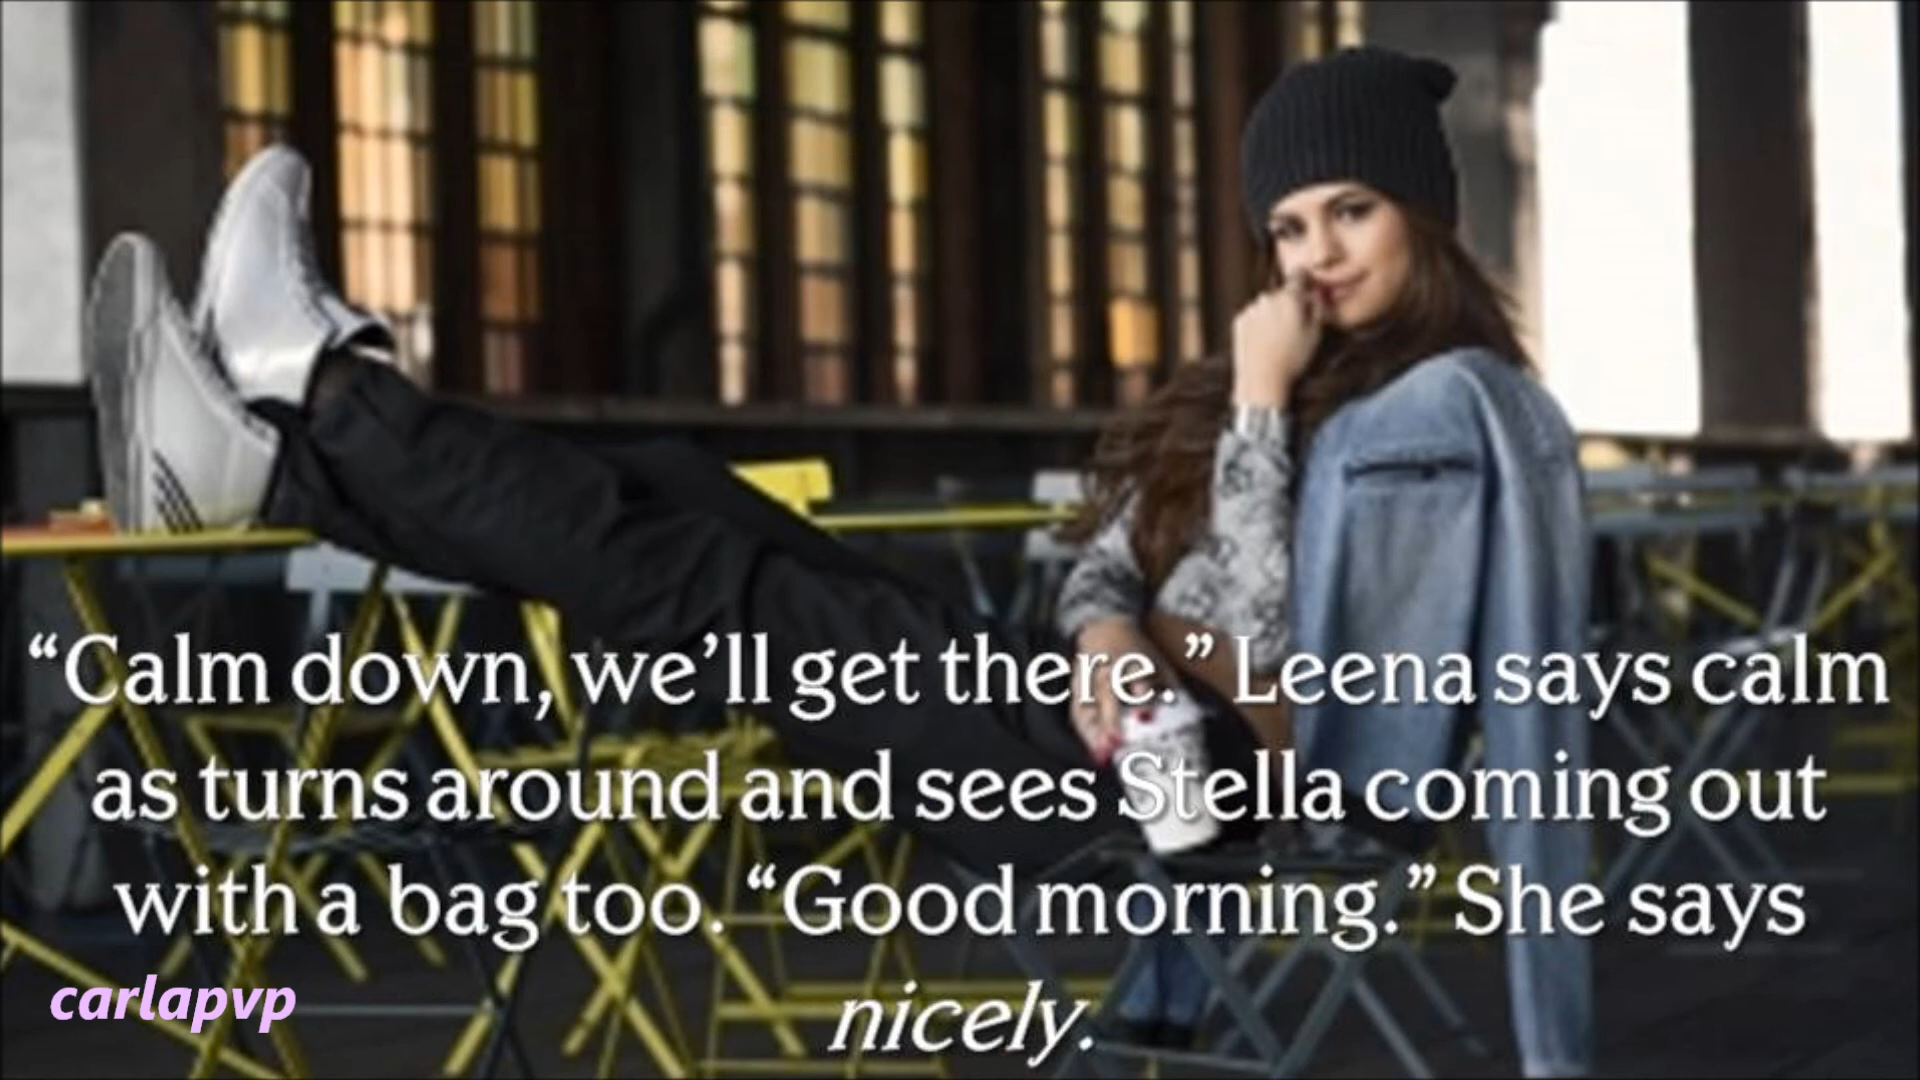 “Calm down, we’ll get there.” Leena says calm
as turns around and sees Stella coming out
with a bag too. “Good morning.” She says
nicely.
carlapvp